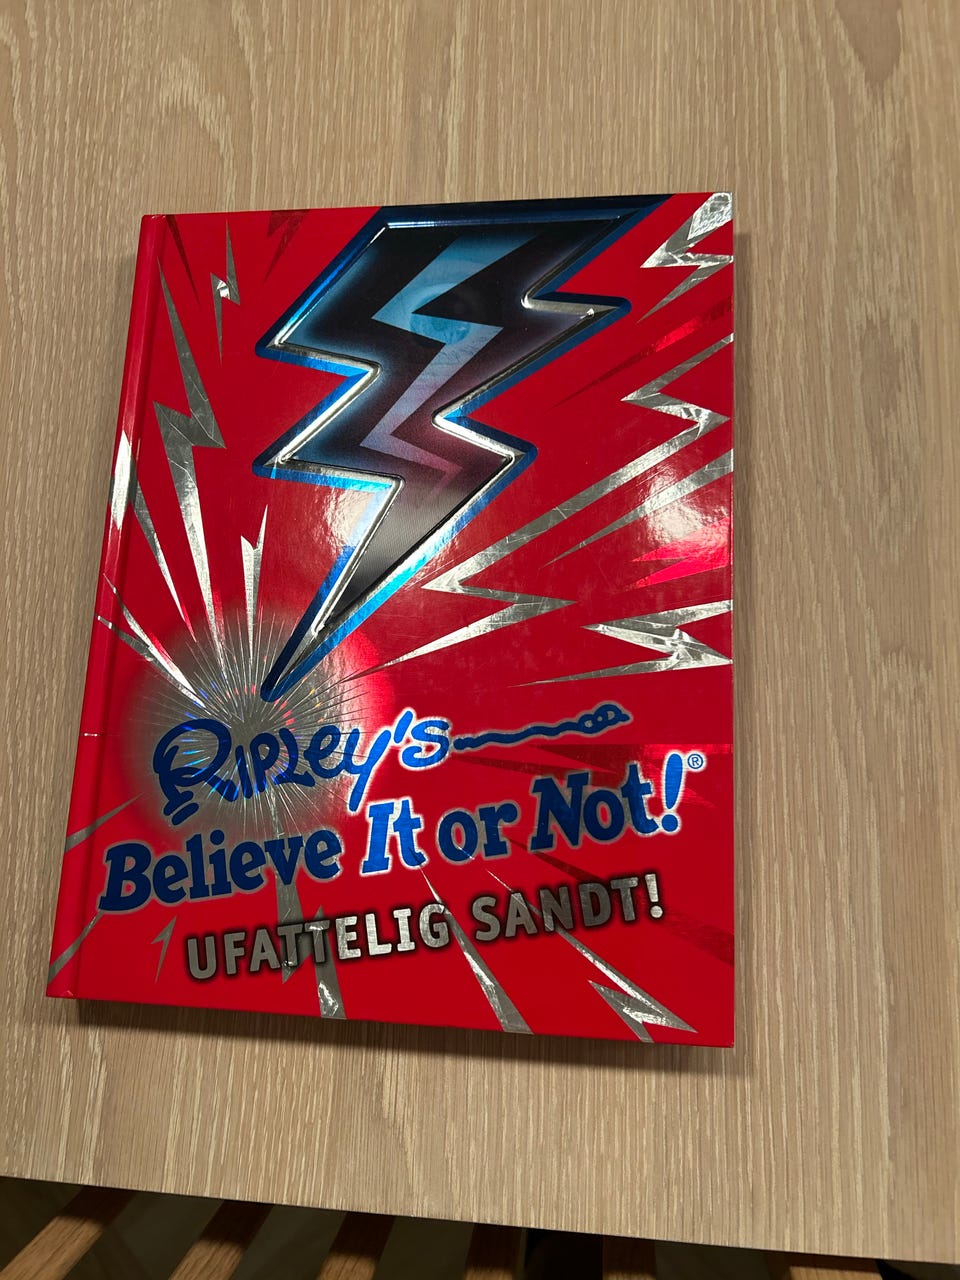 Ripley's
Believe It or Not!®
UFATTELIG SANDT!